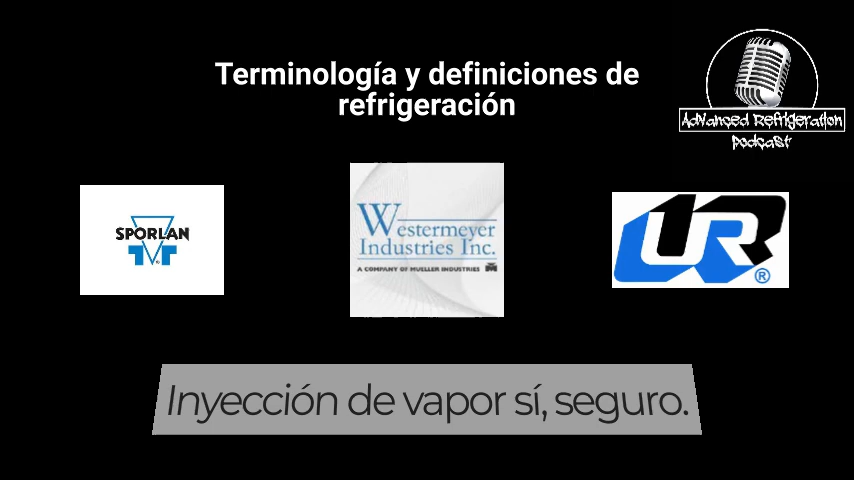 Terminología y definiciones de
refrigeración
Advanced Refrigeration
Podcast
SPORLAN
Westermeyer
Industries Inc.
A COMPANY OF MUELLER INDUSTRIES
UR®
Inyección de vapor sí, seguro.